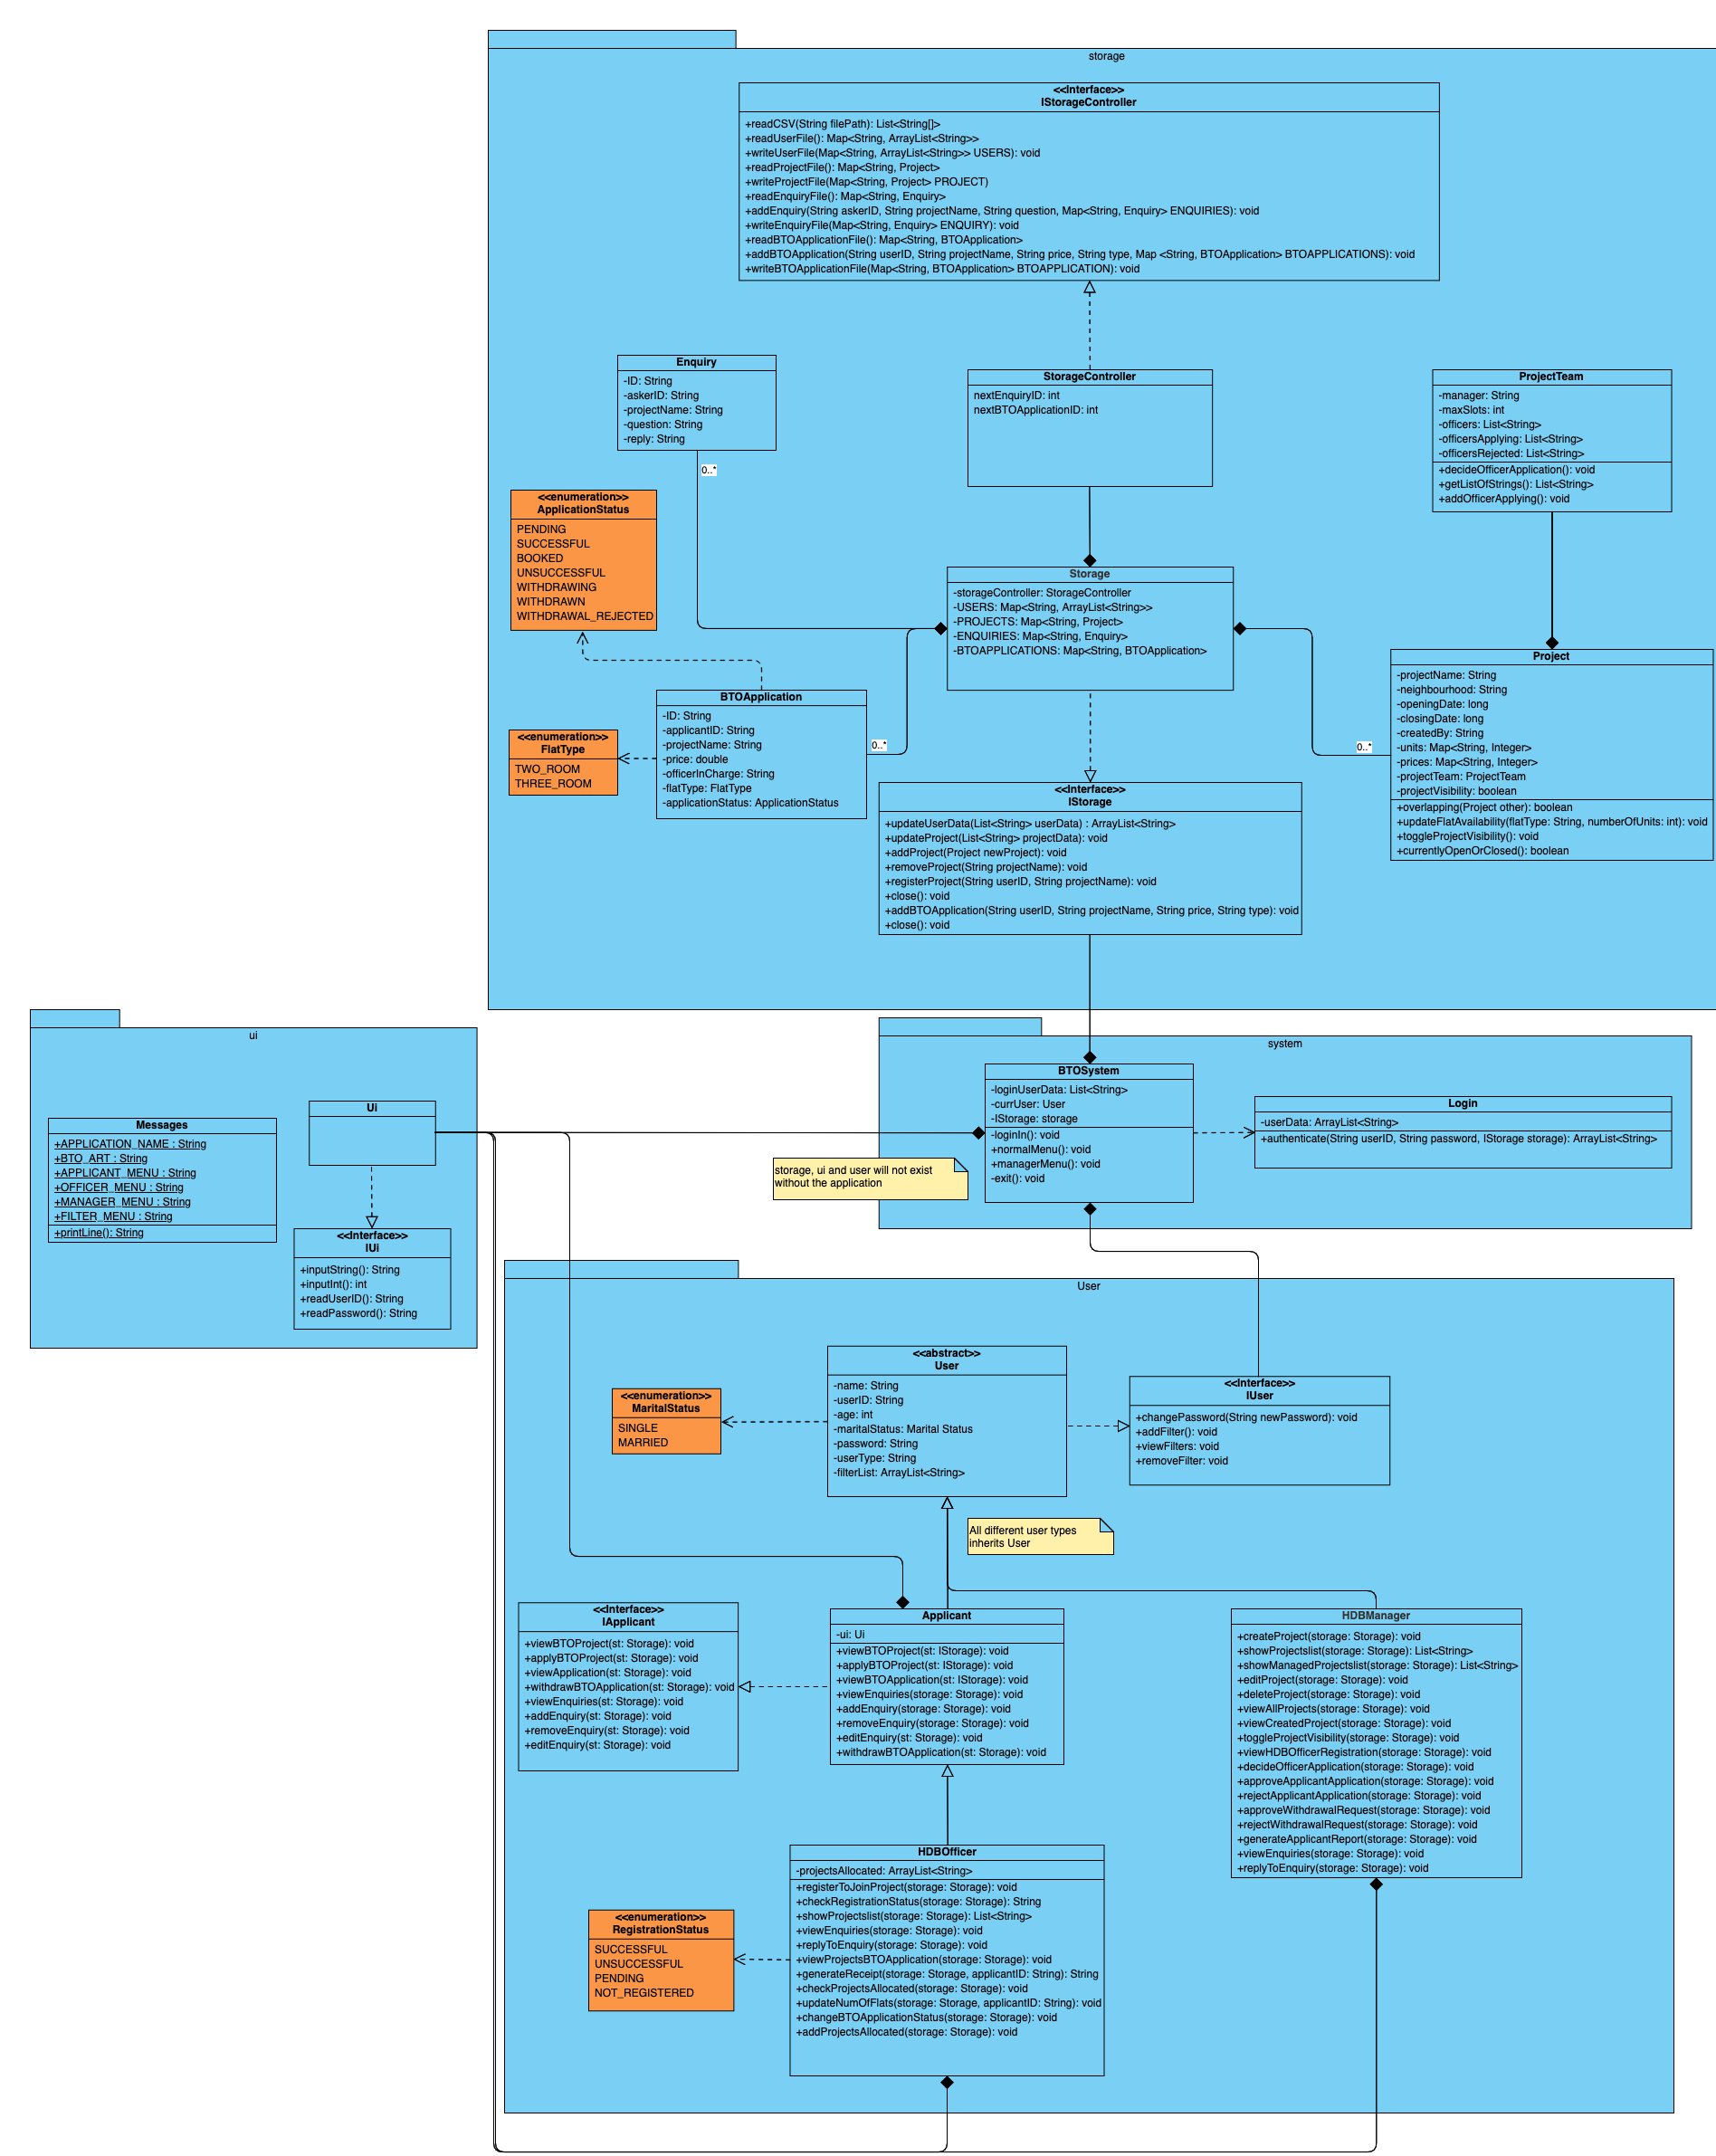 storage
<<Interface>>
IStorageController
+readCSV(String filePath): List<String[]>
+readUserFile(): Map<String, ArrayList<String>>
+writeUserFile(Map<String, ArrayList<String>> USERS): void
+readProjectFile(): Map<String, Project>
+writeProjectFile(Map<String, Project> PROJECT)
+readEnquiryFile(): Map<String, Enquiry>
+addEnquiry(String askerID, String projectName, String question, Map<String, Enquiry> ENQUIRIES): void
+writeEnquiryFile(Map<String, Enquiry> ENQUIRY): void
+readBTOApplicationFile(): Map<String, BTOApplication>
+addBTOApplication(String userID, String projectName, String price, String type, Map <String, BTOApplication> BTOAPPLICATIONS): void
+writeBTOApplicationFile(Map<String, BTOApplication> BTOAPPLICATION): void
Enquiry
-ID: String
-askerID: String
-projectName: String
-question: String
-reply: String
0..*
StorageController
nextEnquiryID: int
nextBTOApplicationID: int
ProjectTeam
-manager: String
-maxSlots: int
-officers: List<String>
-officersApplying: List<String>
-officersRejected: List<String>
+decideOfficerApplication(): void
+getListOfStrings(): List<String>
+addOfficerApplying(): void
<<enumeration>>
ApplicationStatus
PENDING
SUCCESSFUL
BOOKED
UNSUCCESSFUL
WITHDRAWING
WITHDRAWN
WITHDRAWAL_REJECTED
Storage
-storageController: StorageController
-USERS: Map<String, ArrayList<String>>
-PROJECTS: Map<String, Project>
-ENQUIRIES: Map<String, Enquiry>
-BTOAPPLICATIONS: Map<String, BTOApplication>
Project
-projectName: String
-neighbourhood: String
-openingDate: long
-closingDate: long
-createdBy: String
-units: Map<String, Integer>
-prices: Map<String, Integer>
-projectTeam: ProjectTeam
-projectVisibility: boolean
+overlapping(Project other): boolean
+updateFlatAvailability(flatType: String, numberOfUnits: int): void
+toggleProjectVisibility(): void
+currentlyOpenOrClosed(): boolean
0..*
BTOApplication
-ID: String
-applicantID: String
-projectName: String
-price: double
-officerInCharge: String
-flatType: FlatType
-applicationStatus: ApplicationStatus
0..*
<<enumeration>>
FlatType
TWO_ROOM
THREE_ROOM
<<Interface>>
IStorage
+updateUserData(List<String> userData) : ArrayList<String>
+updateProject(List<String> projectData): void
+addProject(Project newProject): void
+removeProject(String projectName): void
+registerProject(String userID, String projectName): void
+close(): void
+addBTOApplication(String userID, String projectName, String price, String type): void
+close(): void
ui
Messages
+APPLICATION_NAME : String
+BTO_ART : String
+APPLICANT_MENU : String
+OFFICER_MENU : String
+MANAGER_MENU : String
+FILTER_MENU : String
+printLine(): String
Ui
<<Interface>>
IUi
+inputString(): String
+inputInt(): int
+readUserID(): String
+readPassword(): String
system
BTOSystem
-loginUserData: List<String>
-currUser: User
-IStorage: storage
-loginIn(): void
+normalMenu(): void
+managerMenu(): void
-exit(): void
Login
-userData: ArrayList<String>
+authenticate(String userID, String password, IStorage storage): ArrayList<String>
storage, ui and user will not exist
without the application
User
<<abstract>>
User
-name: String
-userID: String
-age: int
-maritalStatus: Marital Status
-password: String
-userType: String
-filterList: ArrayList<String>
<<enumeration>>
MaritalStatus
SINGLE
MARRIED
<<Interface>>
IUser
+changePassword(String newPassword): void
+addFilter(): void
+viewFilters: void
+removeFilter: void
All different user types
inherits User
<<Interface>>
IApplicant
+viewBTOProject(st: Storage): void
+applyBTOProject(st: Storage): void
+viewApplication(st: Storage): void
+withdrawBTOApplication(st: Storage): void
+viewEnquiries(st: Storage): void
+addEnquiry(st: Storage): void
+removeEnquiry(st: Storage): void
+editEnquiry(st: Storage): void
Applicant
-ui: Ui
+viewBTOProject(st: IStorage): void
+applyBTOProject(st: IStorage): void
+viewBTOApplication(st: IStorage): void
+viewEnquiries(storage: Storage): void
+addEnquiry(storage: Storage): void
+removeEnquiry(storage: Storage): void
+editEnquiry(st: Storage): void
+withdrawBTOApplication(st: Storage): void
HDBManager
+createProject(storage: Storage): void
+showProjectslist(storage: Storage): List<String>
+showManagedProjectslist(storage: Storage): List<String>
+editProject(storage: Storage): void
+deleteProject(storage: Storage): void
+viewAllProjects(storage: Storage): void
+viewCreatedProject(storage: Storage): void
+toggleProjectVisibility(storage: Storage): void
+viewHDBOfficerRegistration(storage: Storage): void
+decideOfficerApplication(storage: Storage): void
+approveApplicantApplication(storage: Storage): void
+rejectApplicantApplication(storage: Storage): void
+approveWithdrawalRequest(storage: Storage): void
+rejectWithdrawalRequest(storage: Storage): void
+generateApplicantReport(storage: Storage): void
+viewEnquiries(storage: Storage): void
+replyToEnquiry(storage: Storage): void
HDBOfficer
-projectsAllocated: ArrayList<String>
+registerToJoinProject(storage: Storage): void
+checkRegistrationStatus(storage: Storage): String
+showProjectslist(storage: Storage): List<String>
+viewEnquiries(storage: Storage): void
+replyToEnquiry(storage: Storage): void
+viewProjectsBTOApplication(storage: Storage): void
+generateReceipt(storage: Storage, applicantID: String): String
+checkProjectsAllocated(storage: Storage): void
+updateNumOfFlats(storage: Storage, applicantID: String): void
+changeBTOApplicationStatus(storage: Storage): void
+addProjectsAllocated(storage: Storage): void
<<enumeration>>
RegistrationStatus
SUCCESSFUL
UNSUCCESSFUL
PENDING
NOT_REGISTERED